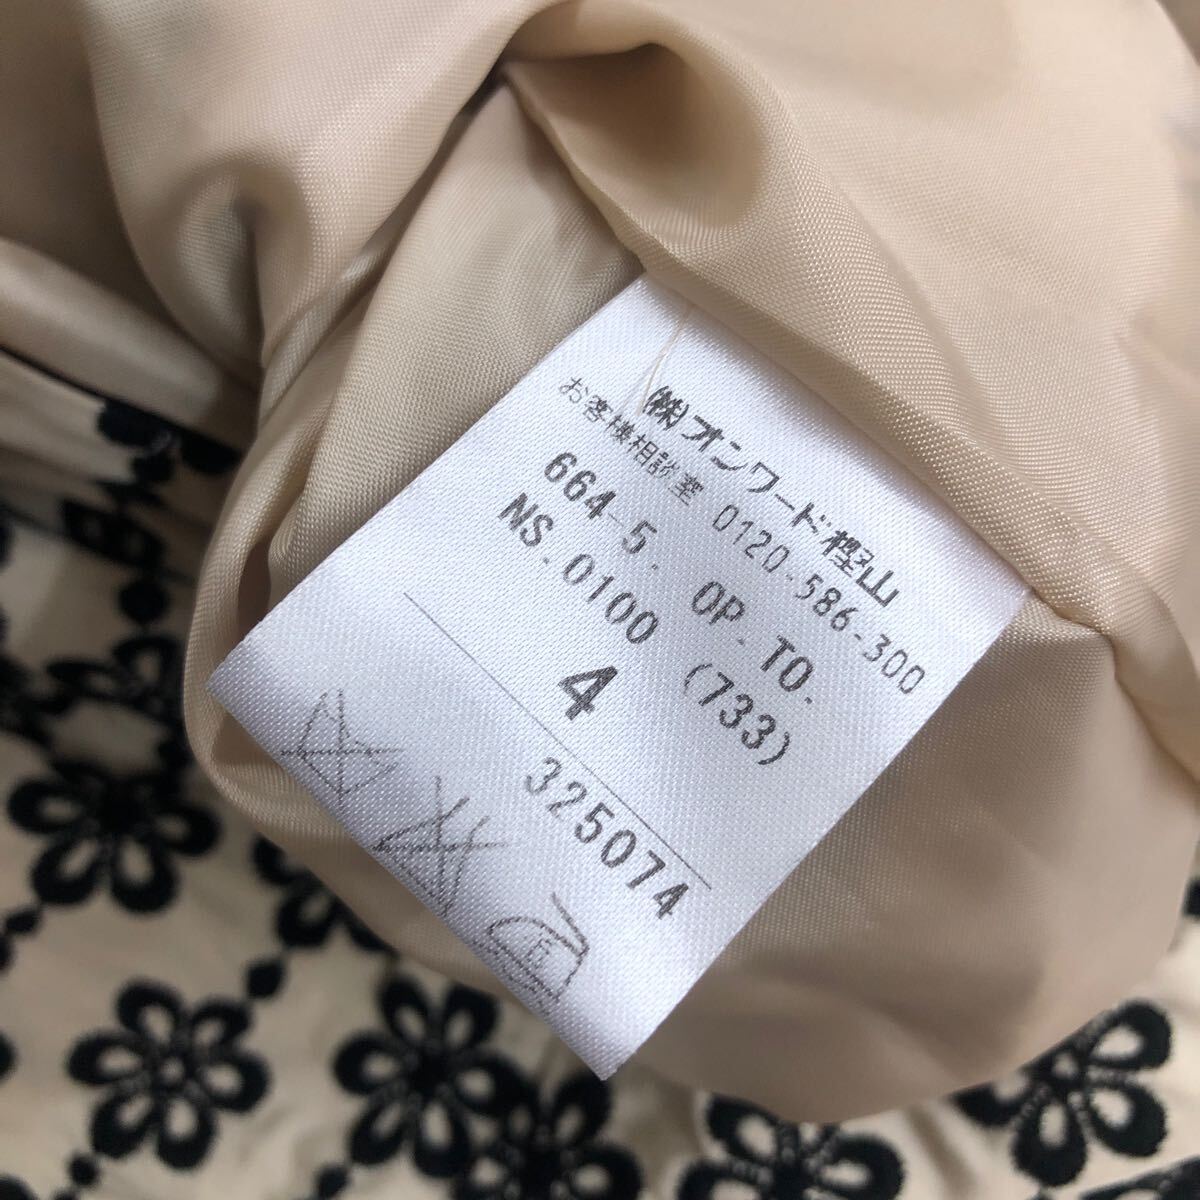 ㈱オンワード樫山
お客様相談室 0120-586-300
664-5. OP. TO.
NS.0100 (733)
4
325074